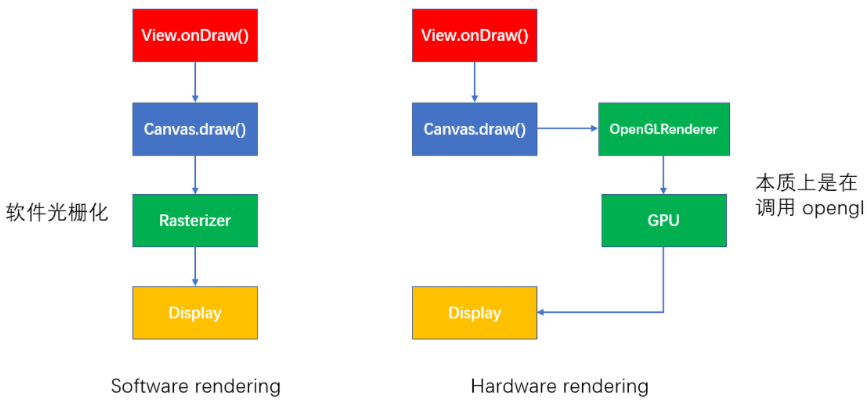 View.onDraw()
View.onDraw()
Canvas.draw()
Canvas.draw()
OpenGLRenderer
软件光栅化
Rasterizer
GPU
本质上是在
调用 opengl
Display
Display
Software rendering
Hardware rendering